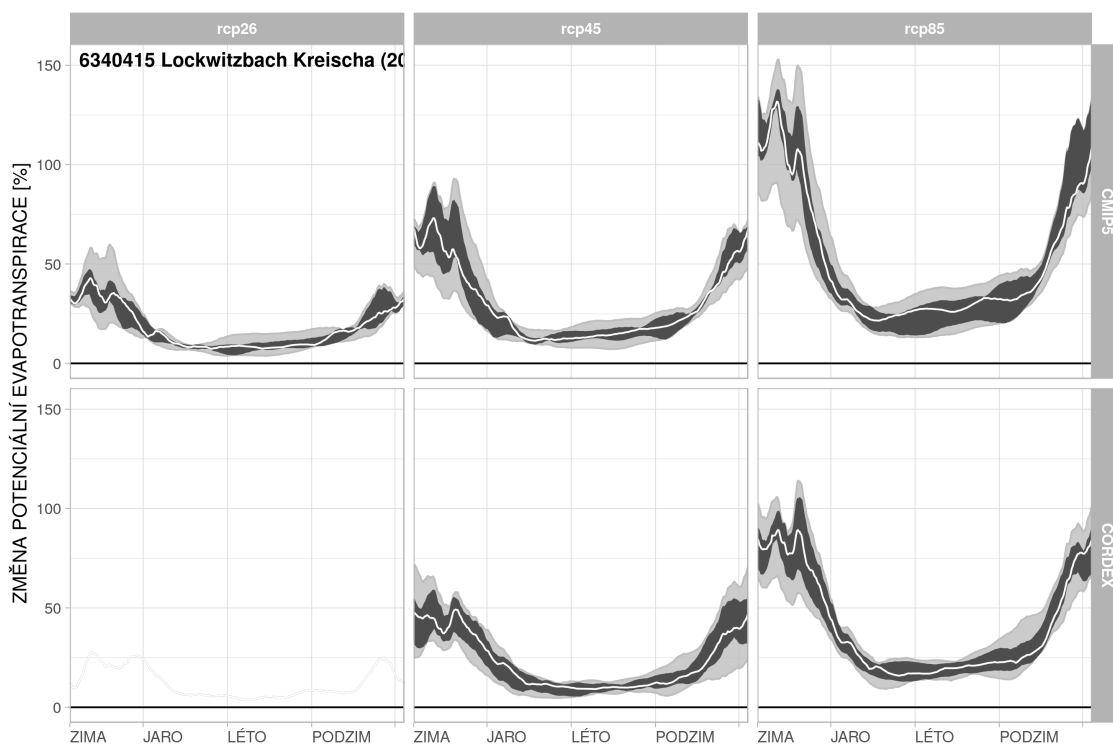 rcp26
rcp45
rcp85
6340415 Lockwitzbach Kreischa (20
ZMĚNA POTENCIÁLNÍ EVAPOTRANSPIRACE [%]
150
100
50
0
CMIP5
150
100
50
0
CORDEX
ZIMA JARO LÉTO PODZIM
ZIMA JARO LÉTO PODZIM
ZIMA JARO LÉTO PODZIM